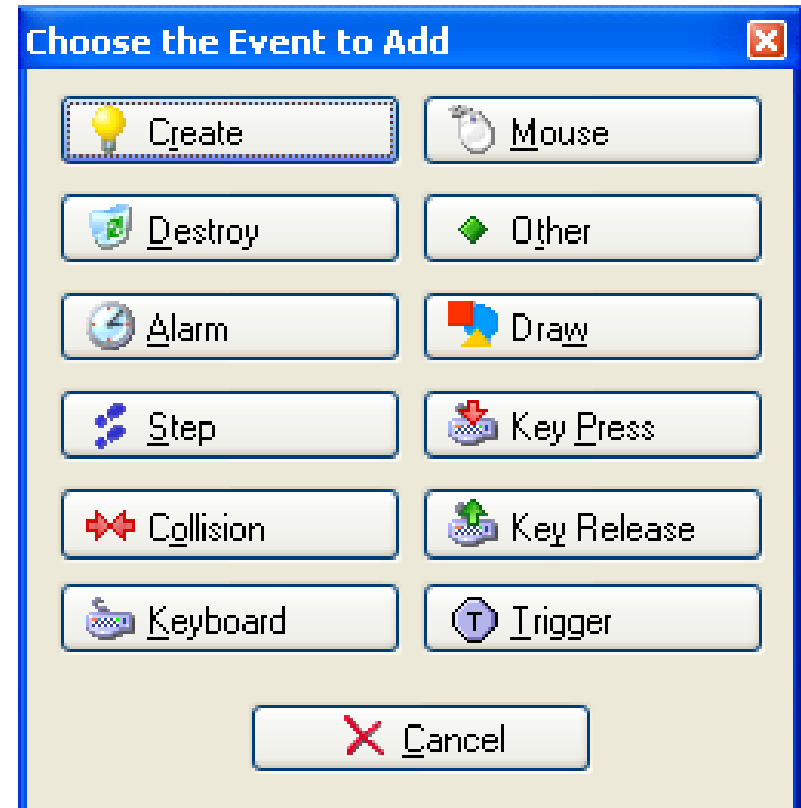 Choose the Event to Add
Create
Mouse
Destroy
Other
Alarm
Draw
Step
Key Press
Collision
Key Release
Keyboard
T Trigger
Cancel